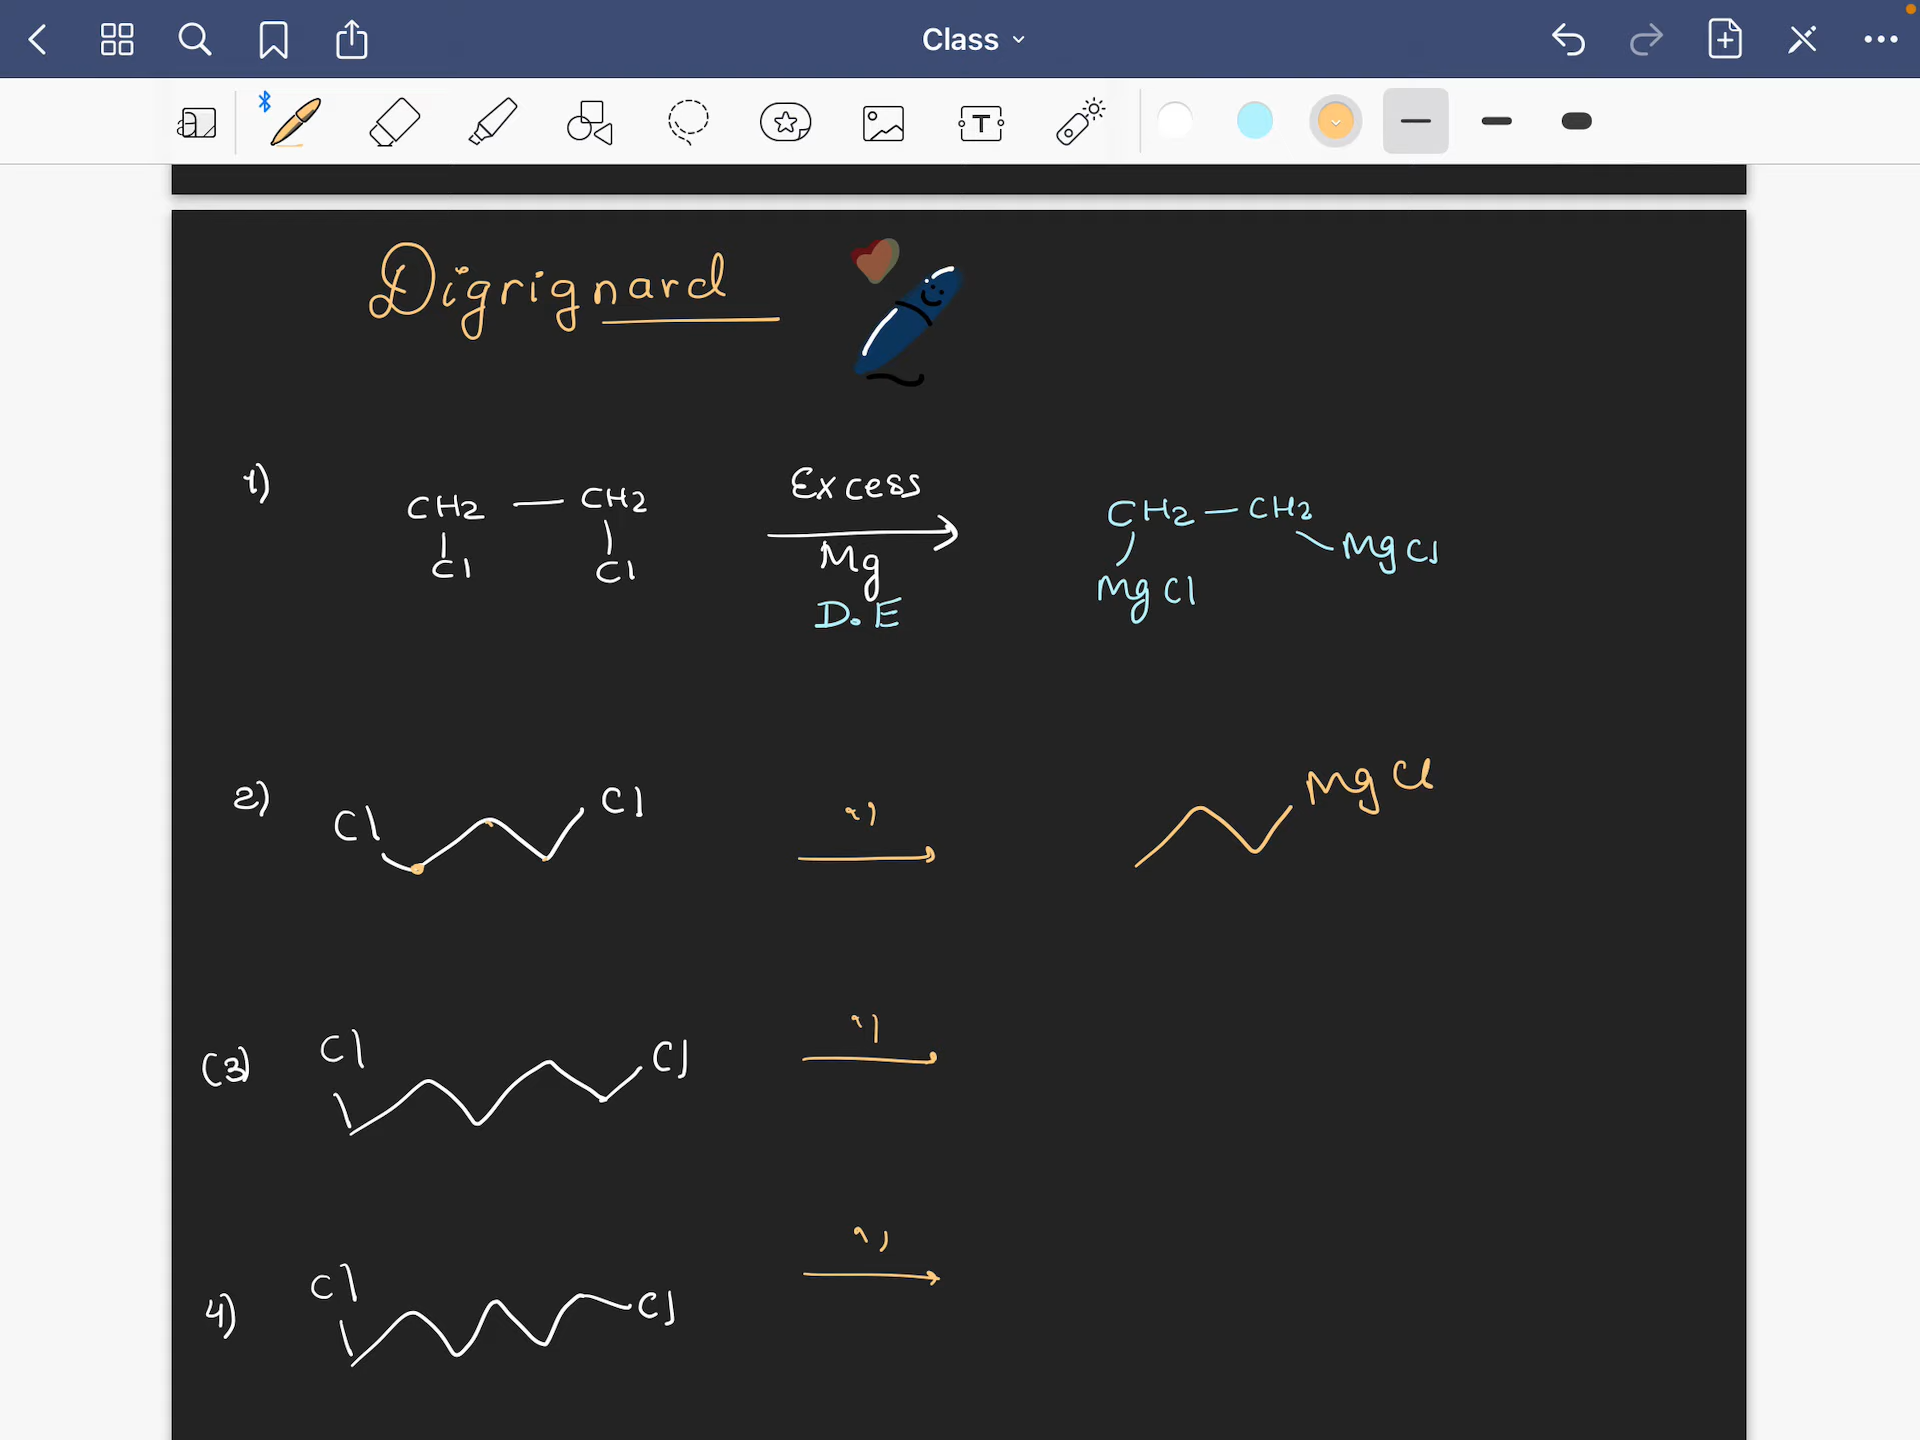 Class
T
Digrignard
1) CH2 — CH2 Excess CH2 — CH2
Cl Cl Mg MgCl MgCl
D.E
2) Cl Cl " MgCl
(3) Cl Cl "
4) Cl Cl "